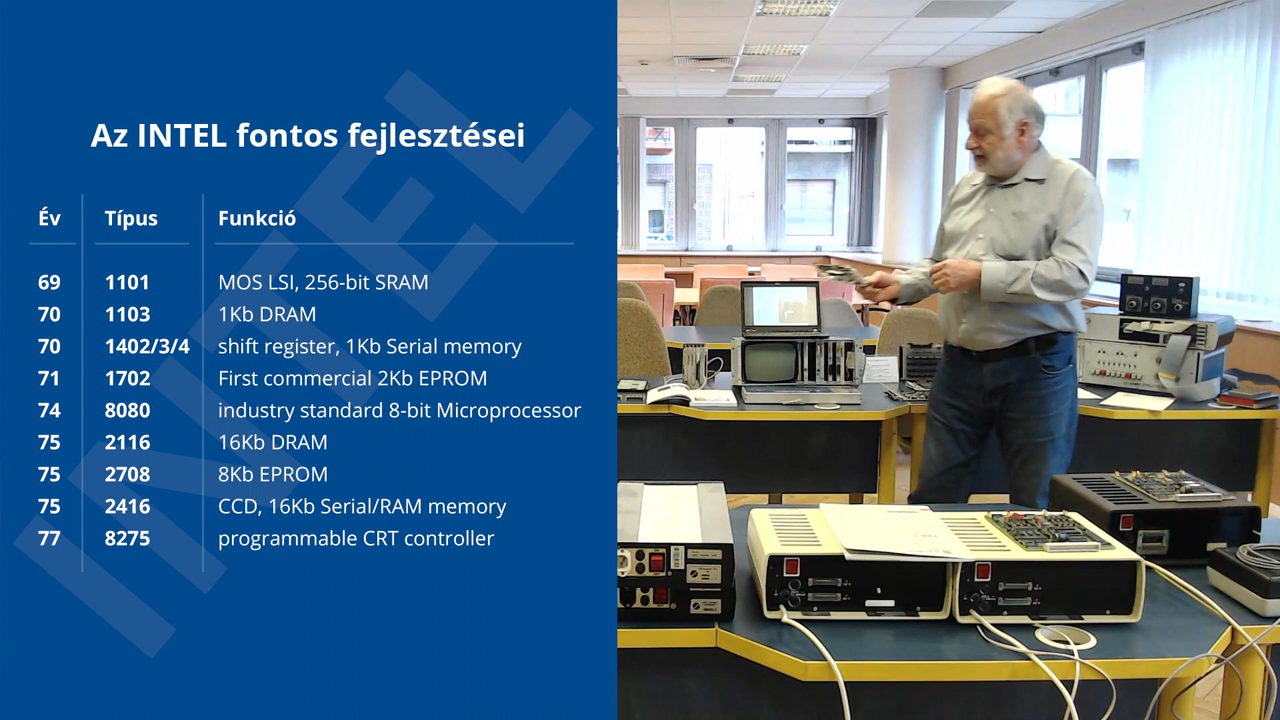 Az INTEL fontos fejlesztései
Év Típus Funkció
69 1101 MOS LSI, 256-bit SRAM
70 1103 1Kb DRAM
70 1402/3/4 shift register, 1Kb Serial memory
71 1702 First commercial 2Kb EPROM
74 8080 industry standard 8-bit Microprocessor
75 2116 16Kb DRAM
75 2708 8Kb EPROM
75 2416 CCD, 16Kb Serial/RAM memory
77 8275 programmable CRT controller
INTEL